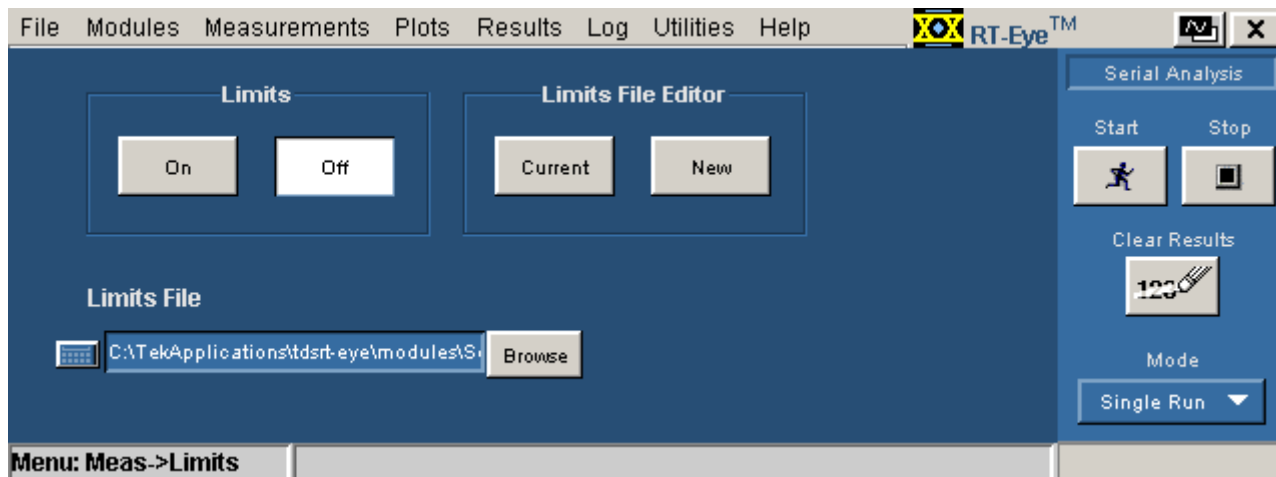 File Modules Measurements Plots Results Log Utilities Help RT-Eye™
Serial Analysis
Limits
Limits File Editor
On
Off
Current
New
Start
Stop
Clear Results
123
Limits File
C:\TekApplications\tdsrt-eye\modules\S
Browse
Mode
Single Run
Menu: Meas->Limits